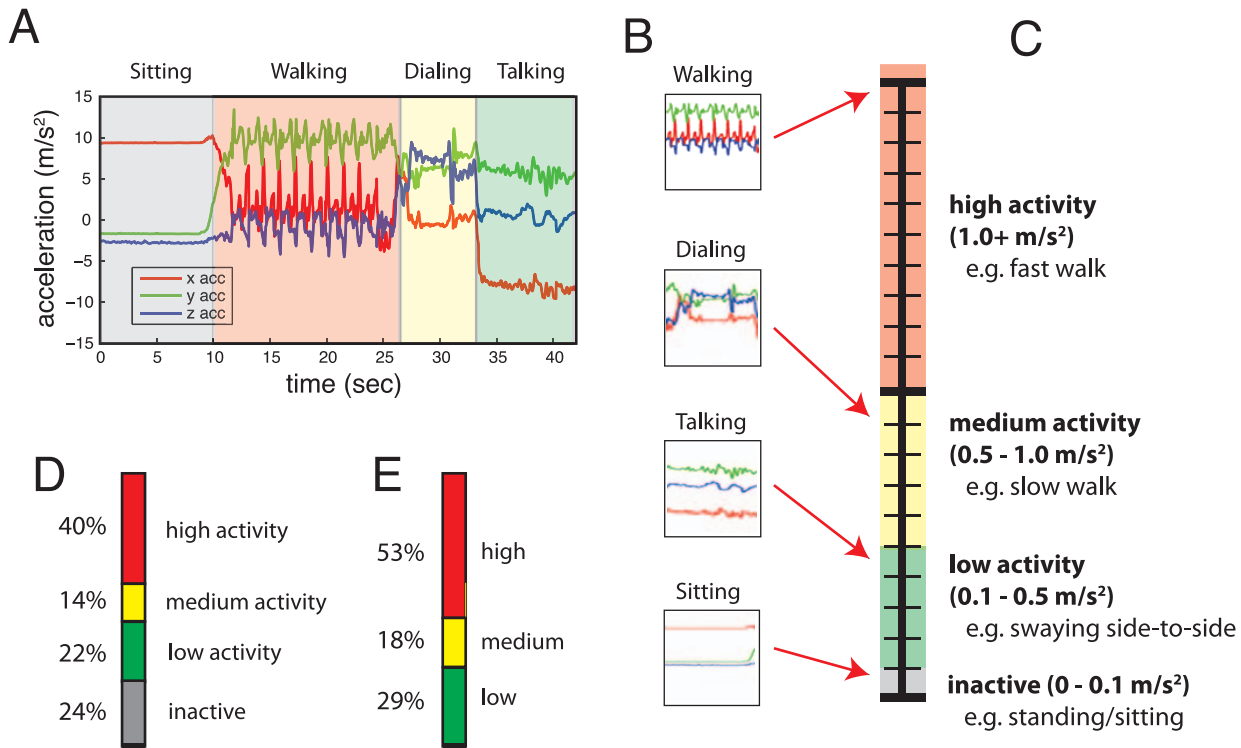 A
Sitting
Walking
Dialing
Talking
acceleration (m/s²)
15
10
5
0
−5
−10
−15
x acc
y acc
z acc
0
5
10
15
20
25
30
35
40
time (sec)
B
Walking
Dialing
Talking
Sitting
C
high activity
(1.0+ m/s²)
e.g. fast walk
medium activity
(0.5 - 1.0 m/s²)
e.g. slow walk
low activity
(0.1 - 0.5 m/s²)
e.g. swaying side-to-side
inactive (0 - 0.1 m/s²)
e.g. standing/sitting
D
40%
high activity
14%
medium activity
22%
low activity
24%
inactive
E
53%
high
18%
medium
29%
low